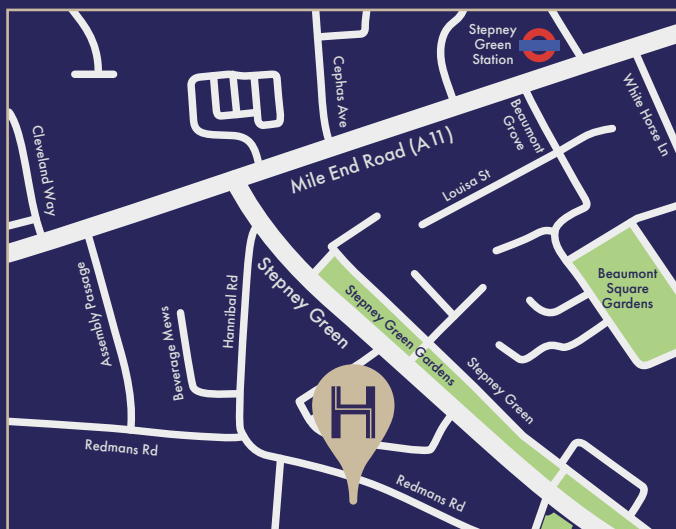 Stepney
Green
Station
Cephas Ave
White Horse Ln
Beaumont
Grove
Cleveland Way
Mile End Road (A11)
Louisa St
Assembly Passage
Stepney Green
Beaumont
Square
Gardens
Hannibal Rd
Beverage Mews
Stepney Green Gardens
Stepney Green
H
Redmans Rd
Redmans Rd